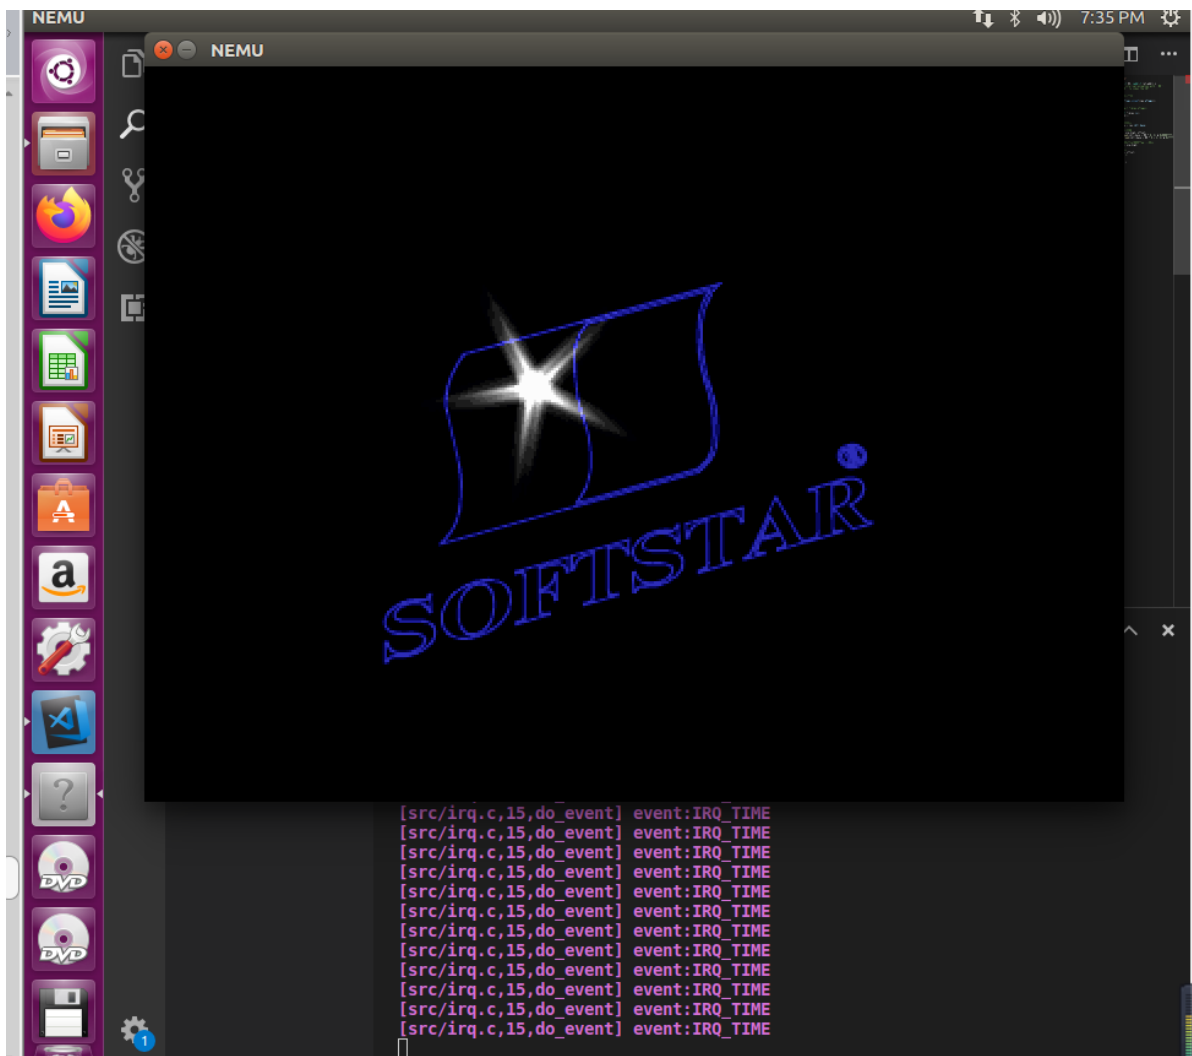 NEMU
7:35 PM
NEMU
SOFTSTAR
[src/irq.c,15,do_event] event:IRQ_TIME
[src/irq.c,15,do_event] event:IRQ_TIME
[src/irq.c,15,do_event] event:IRQ_TIME
[src/irq.c,15,do_event] event:IRQ_TIME
[src/irq.c,15,do_event] event:IRQ_TIME
[src/irq.c,15,do_event] event:IRQ_TIME
[src/irq.c,15,do_event] event:IRQ_TIME
[src/irq.c,15,do_event] event:IRQ_TIME
[src/irq.c,15,do_event] event:IRQ_TIME
[src/irq.c,15,do_event] event:IRQ_TIME
[src/irq.c,15,do_event] event:IRQ_TIME
[src/irq.c,15,do_event] event:IRQ_TIME
A
a
?
DVD
DVD
1